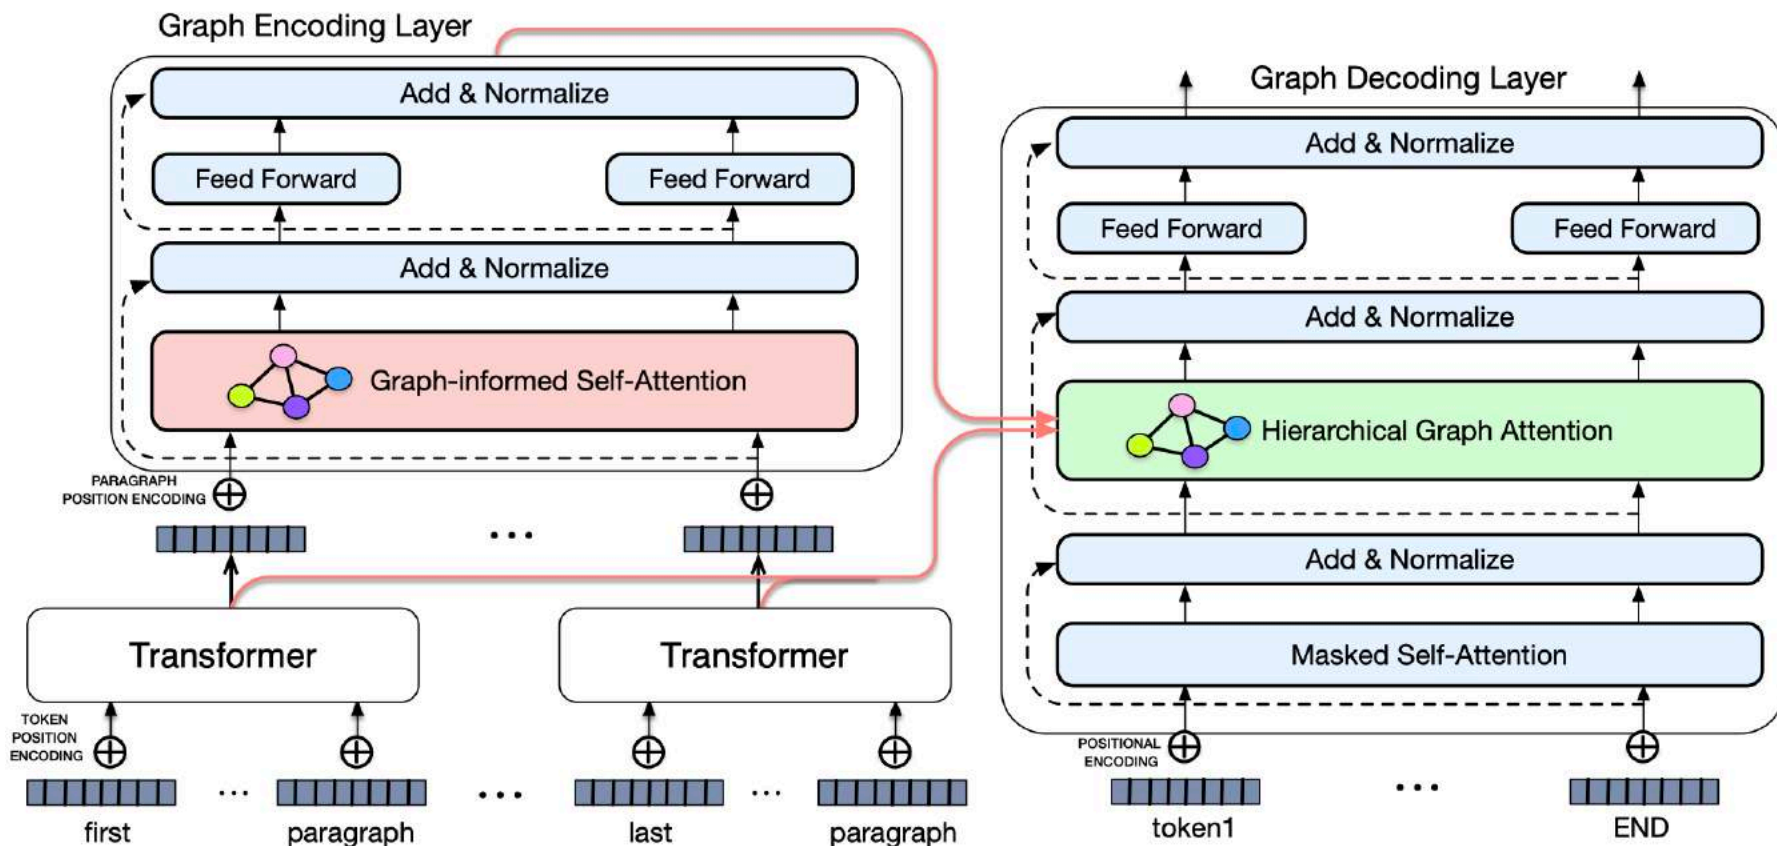 Graph Encoding Layer
Add & Normalize
Feed Forward
Feed Forward
Add & Normalize
Graph-informed Self-Attention
PARAGRAPH
POSITION ENCODING
...
Transformer
Transformer
TOKEN
POSITION
ENCODING
... ... ...
first
paragraph
last
paragraph
Graph Decoding Layer
Add & Normalize
Feed Forward
Feed Forward
Add & Normalize
Hierarchical Graph Attention
Add & Normalize
Masked Self-Attention
POSITIONAL
ENCODING
...
token1
END